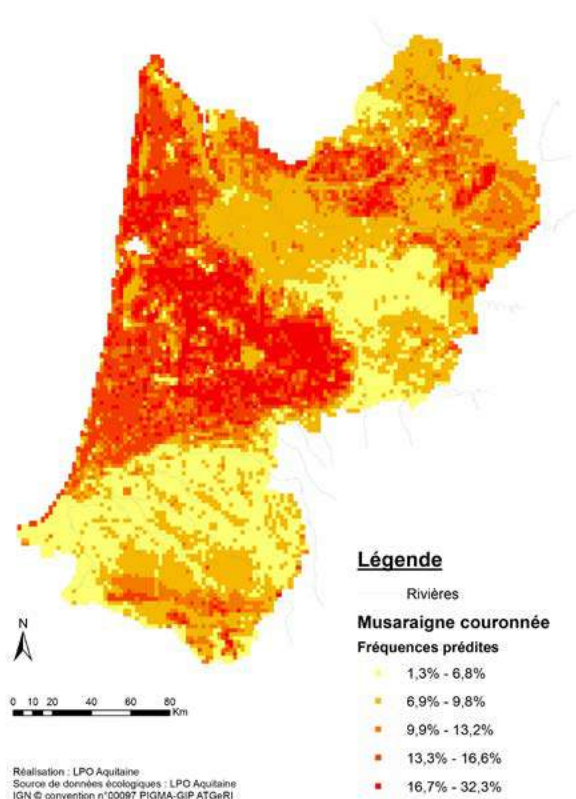 Légende
Rivières
Musaraigne couronnée
Fréquences prédites
1,3% - 6,8%
6,9% - 9,8%
9,9% - 13,2%
13,3% - 16,6%
16,7% - 32,3%
N
0 10 20 40 60 80
Km
Réalisation : LPO Aquitaine
Source de données écologiques : LPO Aquitaine
IGN © convention n°00097 PIGMA-GIP ATGeRI